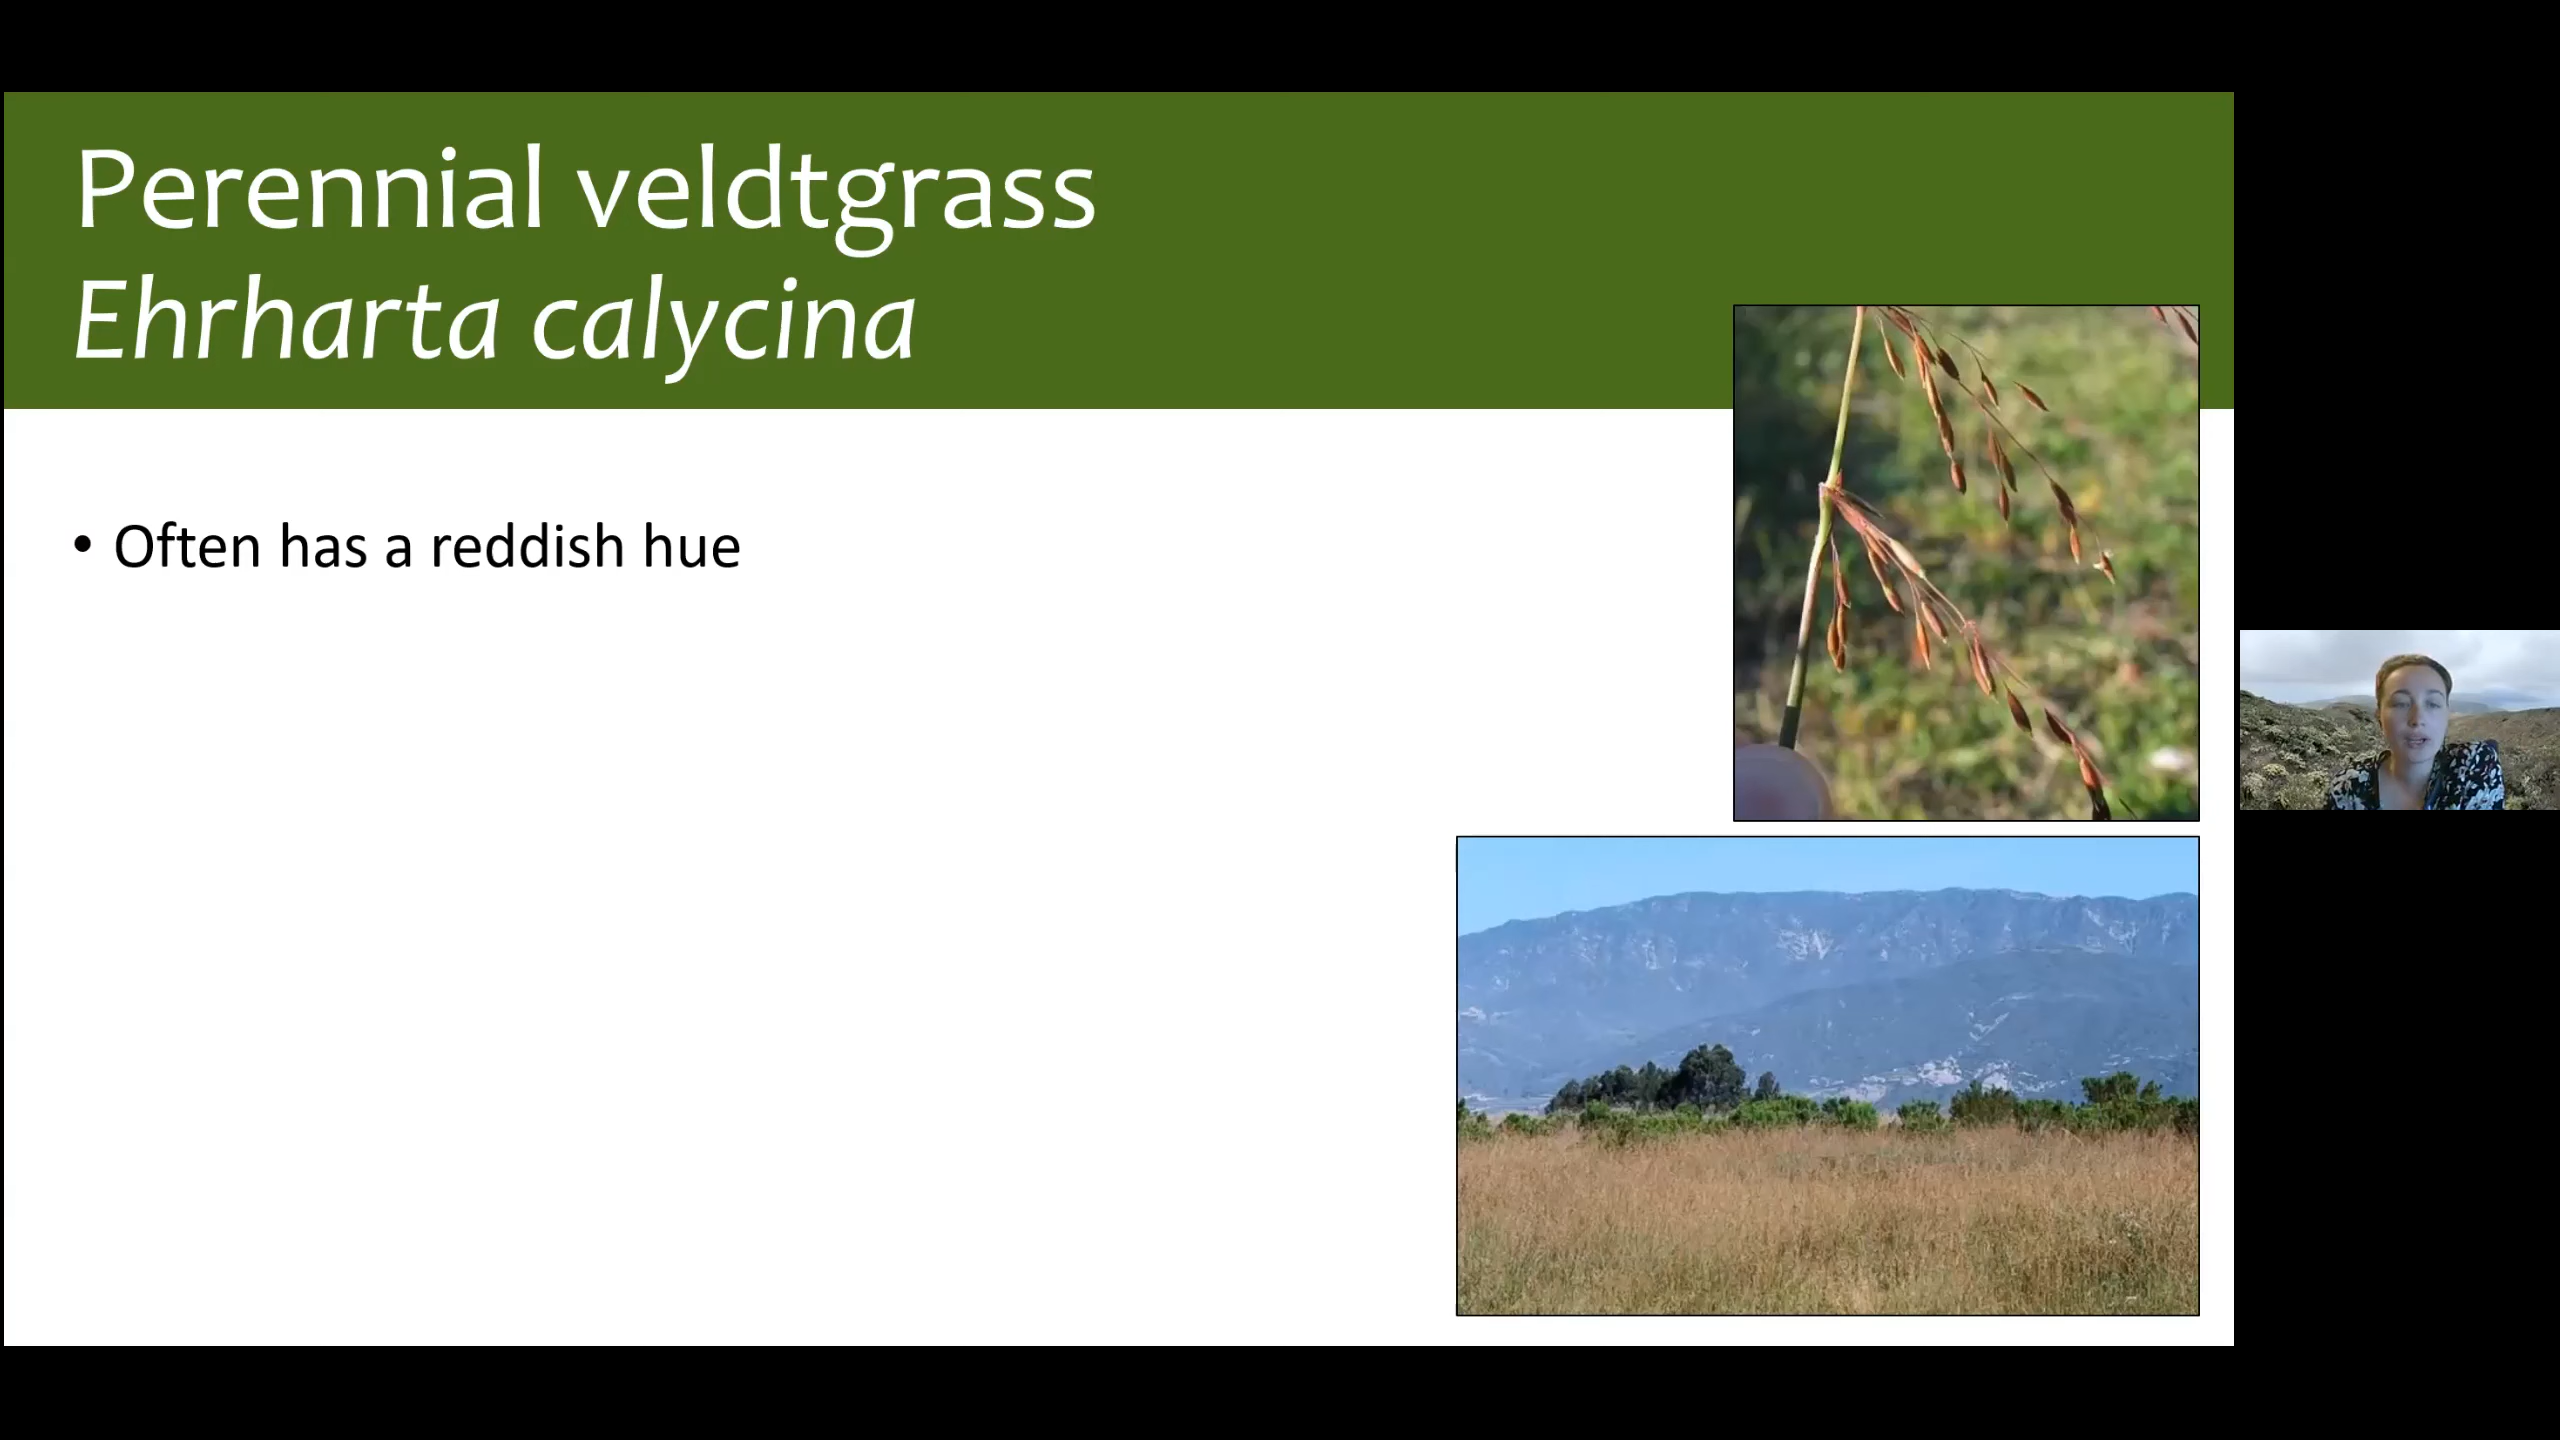 Perennial veldtgrass
Ehrharta calycina
• Often has a reddish hue